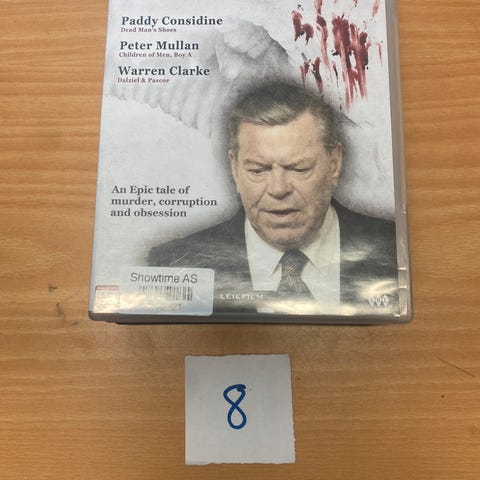 Paddy Considine
Dead Man's Shoes
Peter Mullan
Children of Men, Boy A
Warren Clarke
Dalziel & Pascoe
An Epic tale of
murder, corruption
and obsession
Showtime AS
LEIEFILM
8